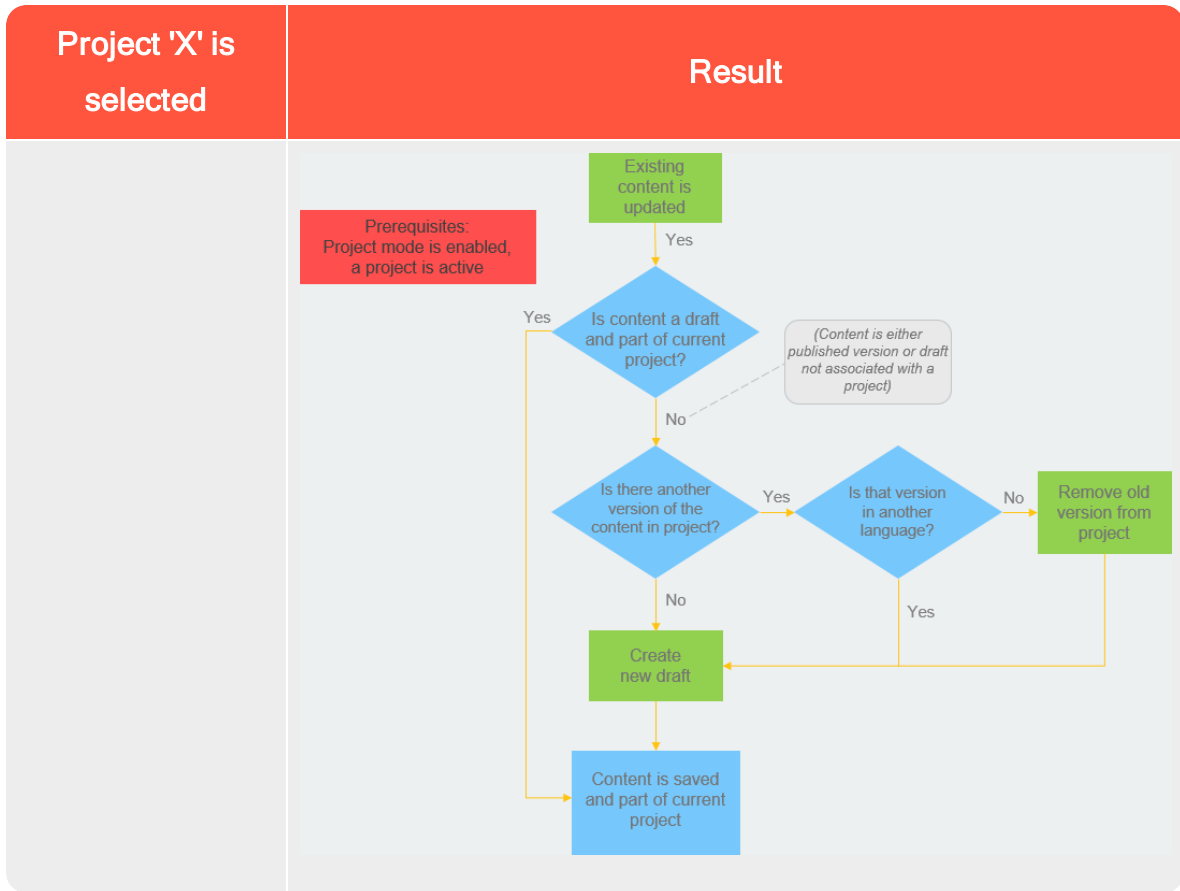 Project 'X' is
selected
Result
Existing
content is
updated
Prerequisites:
Project mode is enabled,
a project is active
Yes
Yes
Is content a draft
and part of current
project?
(Content is either
published version or draft
not associated with a
project)
No
Is there another
version of the
content in project?
Yes
Is that version
in another
language?
No
Remove old
version from
project
No
Yes
Create
new draft
Content is saved
and part of current
project